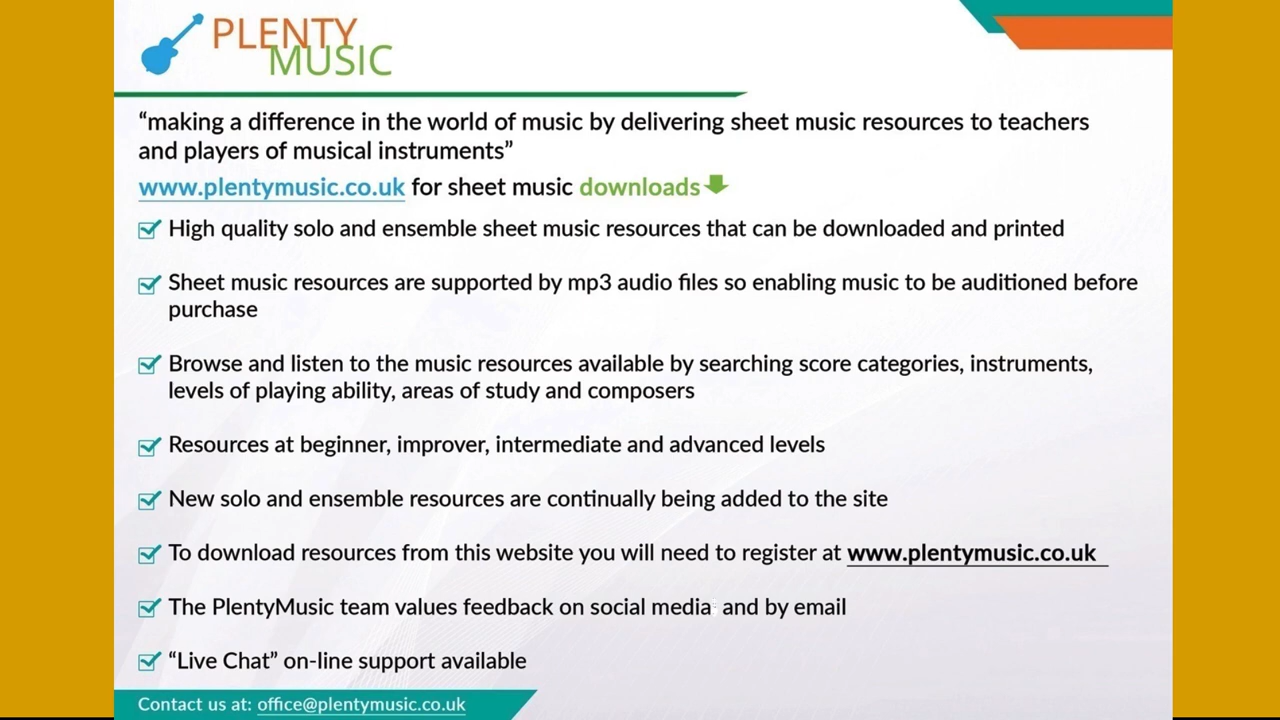 PLENTY
MUSIC
“making a difference in the world of music by delivering sheet music resources to teachers
and players of musical instruments”
www.plentymusic.co.uk for sheet music downloads
High quality solo and ensemble sheet music resources that can be downloaded and printed
Sheet music resources are supported by mp3 audio files so enabling music to be auditioned before
purchase
Browse and listen to the music resources available by searching score categories, instruments,
levels of playing ability, areas of study and composers
Resources at beginner, improver, intermediate and advanced levels
New solo and ensemble resources are continually being added to the site
To download resources from this website you will need to register at www.plentymusic.co.uk
The PlentyMusic team values feedback on social media and by email
“Live Chat” on-line support available
Contact us at: office@plentymusic.co.uk